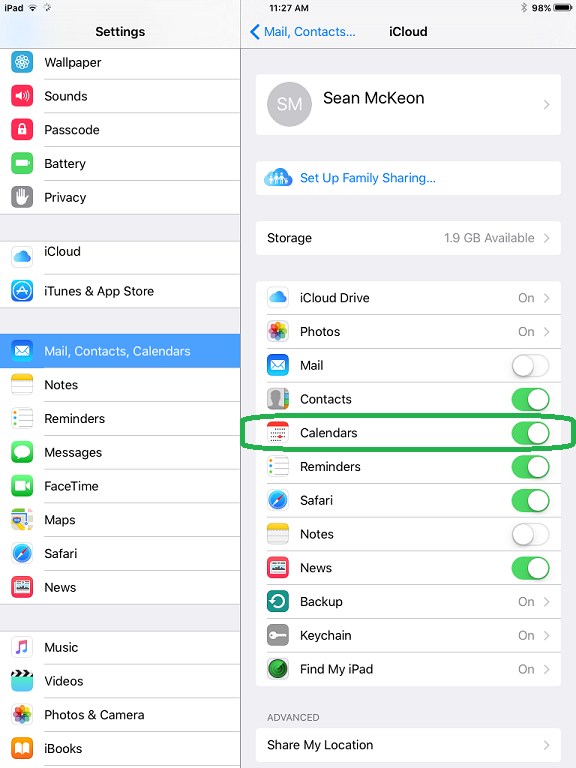 iPad
11:27 AM
98%
Settings
Wallpaper
Sounds
Passcode
Battery
Privacy
iCloud
iTunes & App Store
Mail, Contacts, Calendars
Notes
Reminders
Messages
FaceTime
Maps
Safari
News
Music
Videos
Photos & Camera
iBooks
Mail, Contacts...
iCloud
SM
Sean McKeon
Set Up Family Sharing...
Storage 1.9 GB Available
iCloud Drive On
Photos On
Mail
Contacts
Calendars
Reminders
Safari
Notes
News
Backup On
Keychain On
Find My iPad On
ADVANCED
Share My Location